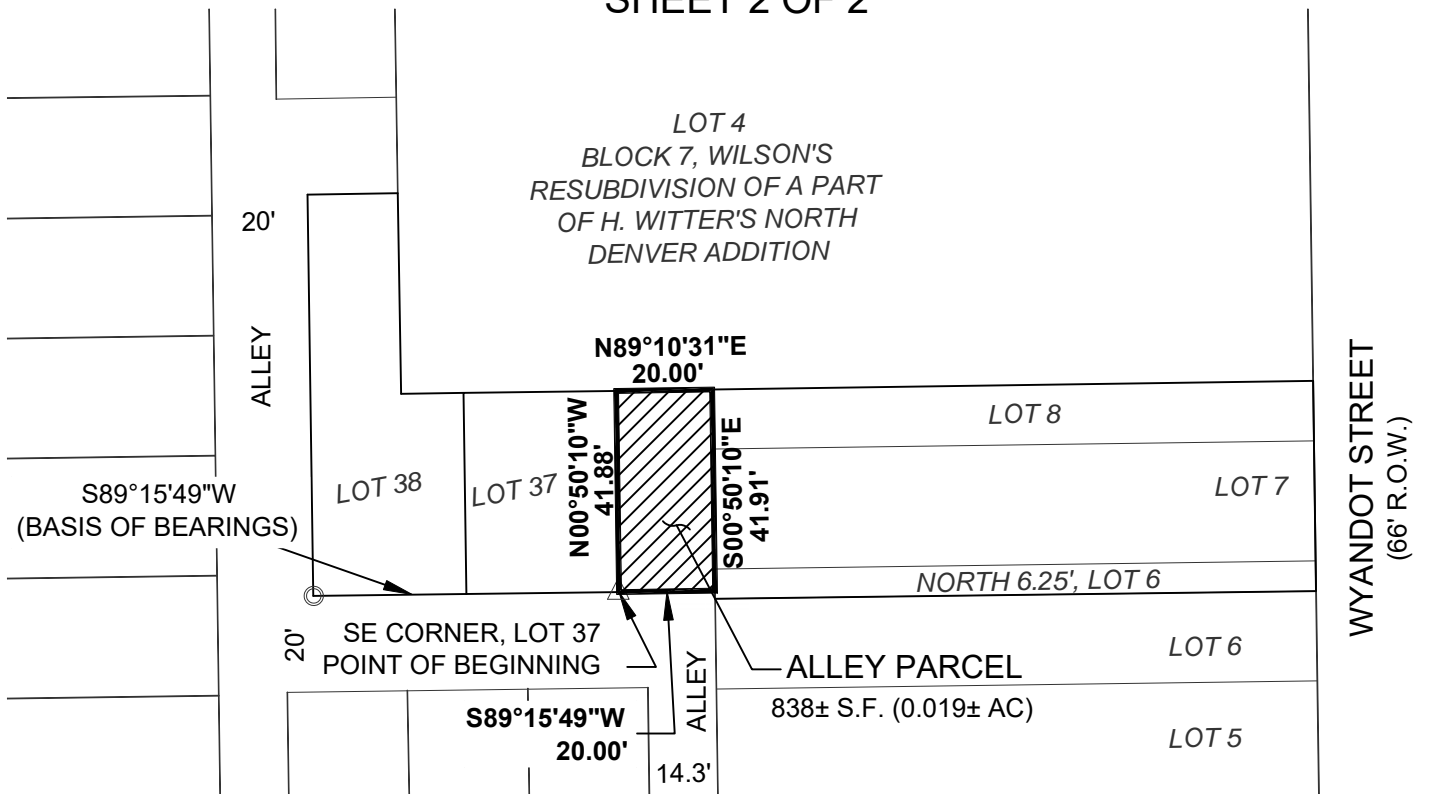 SHEET 2 OF 2
LOT 4
BLOCK 7, WILSON'S
RESUBDIVISION OF A PART
OF H. WITTER'S NORTH
DENVER ADDITION
20'
ALLEY
N89°10'31"E
20.00'
N00°50'10"W
41.88'
S00°50'10"E
41.91'
LOT 8
LOT 7
NORTH 6.25', LOT 6
WYANDOT STREET
(66' R.O.W.)
LOT 38
LOT 37
S89°15'49"W
(BASIS OF BEARINGS)
20'
SE CORNER, LOT 37
POINT OF BEGINNING
ALLEY
ALLEY PARCEL
838± S.F. (0.019± AC)
LOT 6
LOT 5
S89°15'49"W
20.00'
14.3'